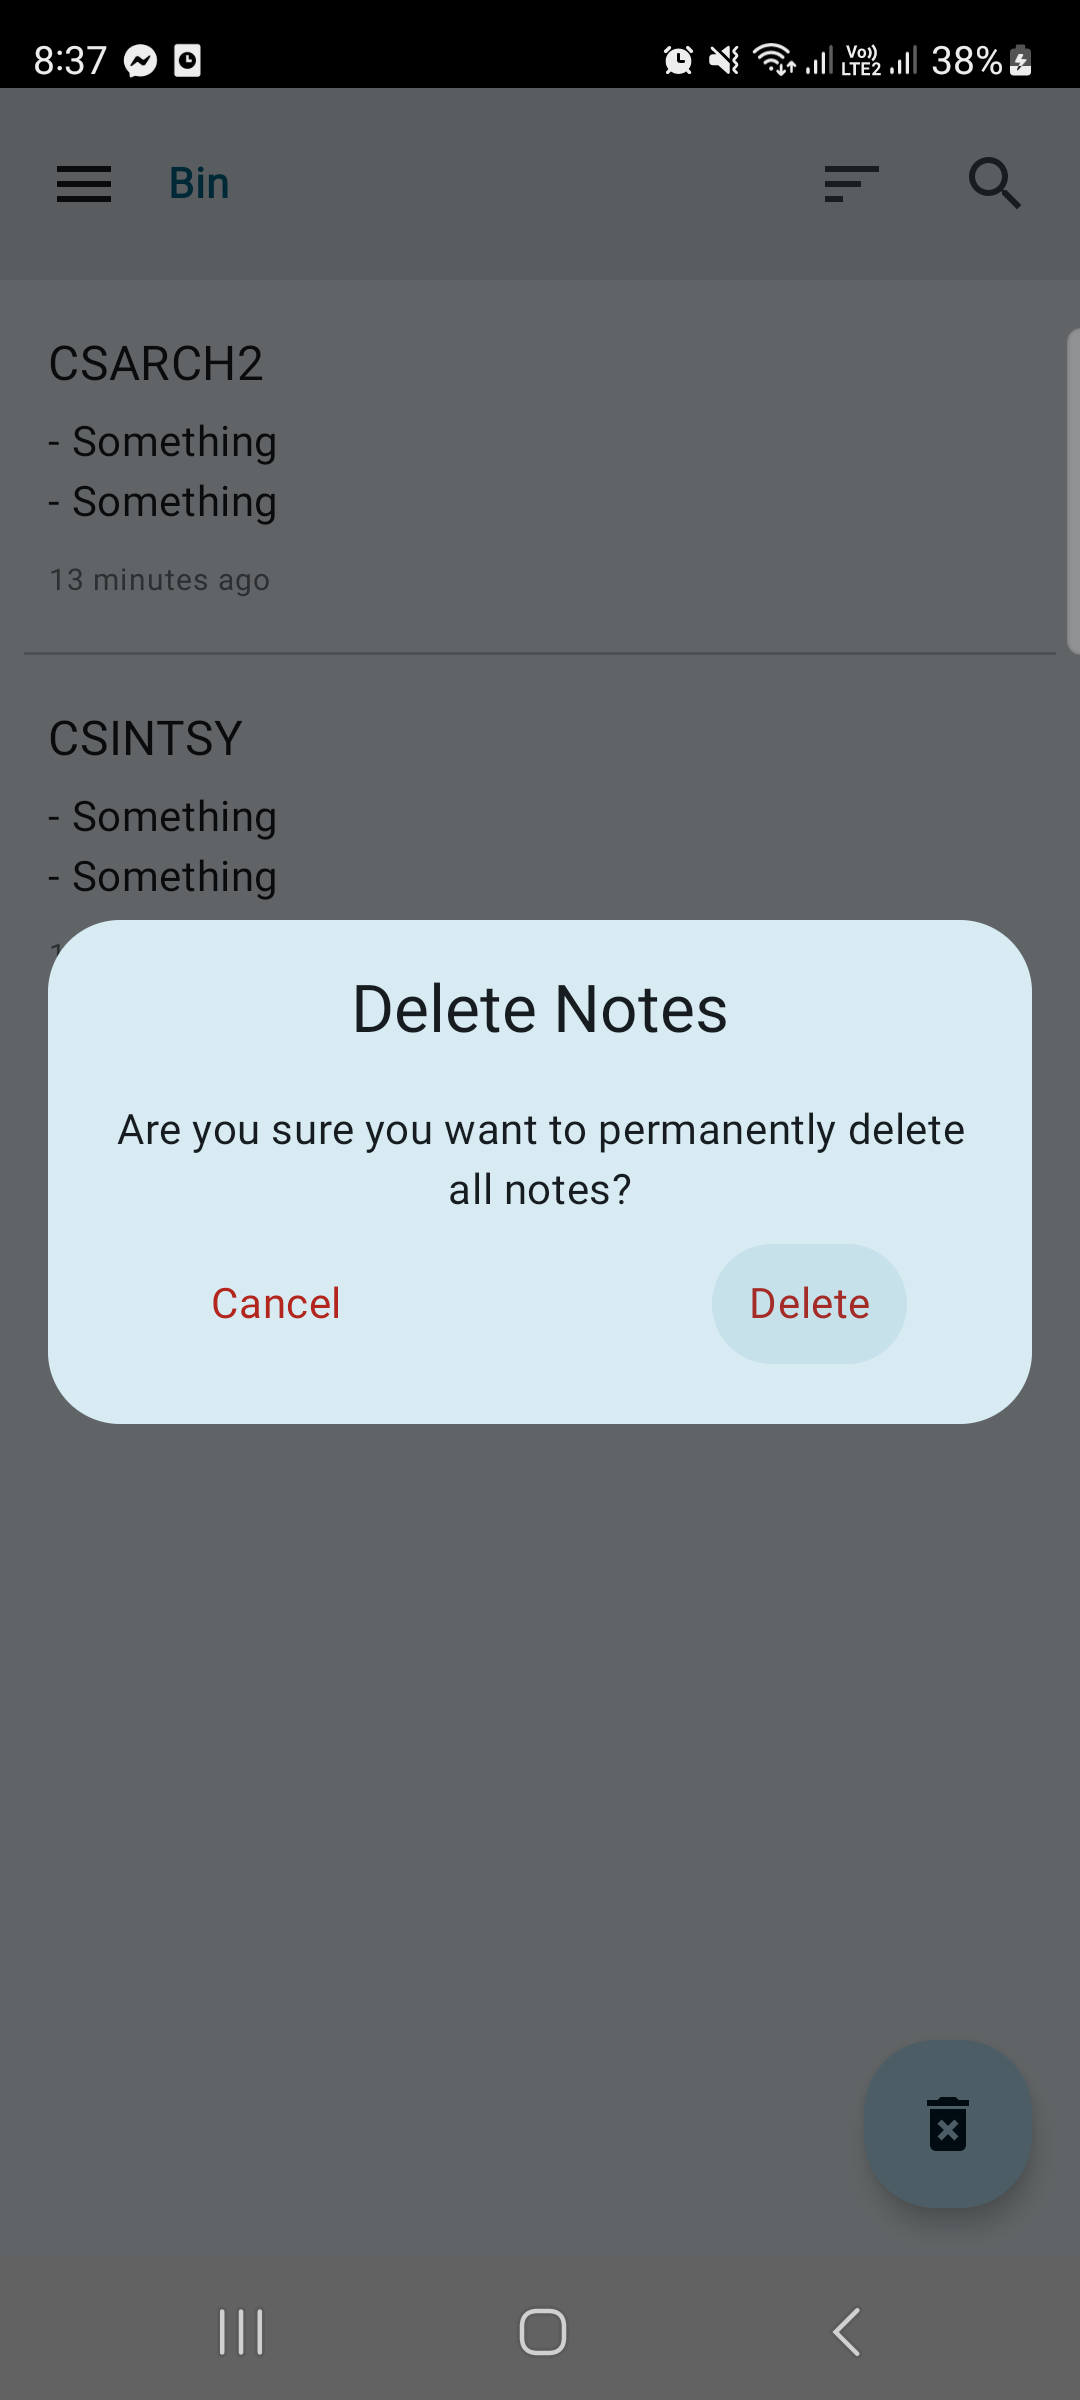 8:37 Vo)) LTE2 38%
Bin
CSARCH2
- Something
- Something
13 minutes ago
CSINTSY
- Something
- Something
Delete Notes
Are you sure you want to permanently delete
all notes?
Cancel Delete